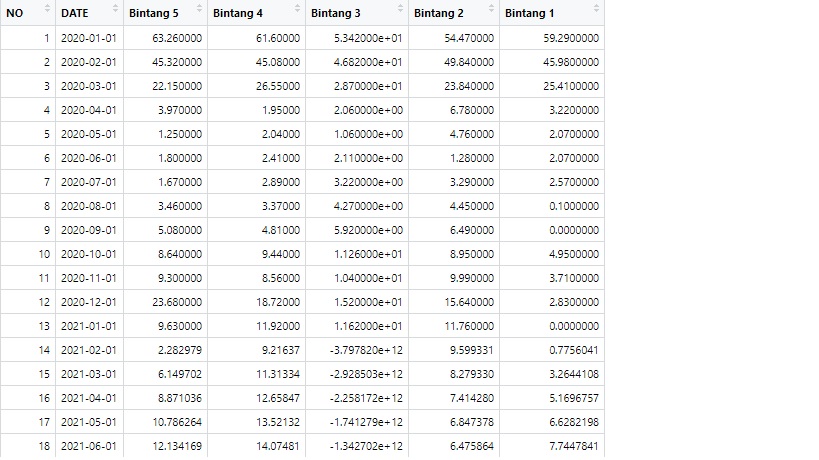 NO DATE Bintang 5 Bintang 4 Bintang 3 Bintang 2 Bintang 1
1 2020-01-01 63.260000 61.60000 5.342000e+01 54.470000 59.2900000
2 2020-02-01 45.320000 45.08000 4.682000e+01 49.840000 45.9800000
3 2020-03-01 22.150000 26.55000 2.870000e+01 23.840000 25.4100000
4 2020-04-01 3.970000 1.95000 2.060000e+00 6.780000 3.2200000
5 2020-05-01 1.250000 2.04000 1.060000e+00 4.760000 2.0700000
6 2020-06-01 1.800000 2.41000 2.110000e+00 1.280000 2.0700000
7 2020-07-01 1.670000 2.89000 3.220000e+00 3.290000 2.5700000
8 2020-08-01 3.460000 3.37000 4.270000e+00 4.450000 0.1000000
9 2020-09-01 5.080000 4.81000 5.920000e+00 6.490000 0.0000000
10 2020-10-01 8.640000 9.44000 1.126000e+01 8.950000 4.9500000
11 2020-11-01 9.300000 8.56000 1.040000e+01 9.990000 3.7100000
12 2020-12-01 23.680000 18.72000 1.520000e+01 15.640000 2.8300000
13 2021-01-01 9.630000 11.92000 1.162000e+01 11.760000 0.0000000
14 2021-02-01 2.282979 9.21637 -3.797820e+12 9.599331 0.7756041
15 2021-03-01 6.149702 11.31334 -2.928503e+12 8.279330 3.2644108
16 2021-04-01 8.871036 12.65847 -2.258172e+12 7.414280 5.1696757
17 2021-05-01 10.786264 13.52132 -1.741279e+12 6.847378 6.6282198
18 2021-06-01 12.134169 14.07481 -1.342702e+12 6.475864 7.7447841